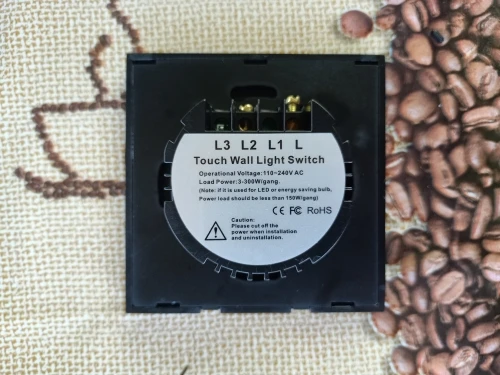 L3 L2 L1 L
Touch Wall Light Switch
Operational Voltage:110~240V AC
Load Power:3-300W/gang.
(Note: if it is used for LED or energy saving bulb,
Power load should be less than 150W/gang)
CE FC RoHS
Caution:
Please cut off the
power when installation
and uninstallation.